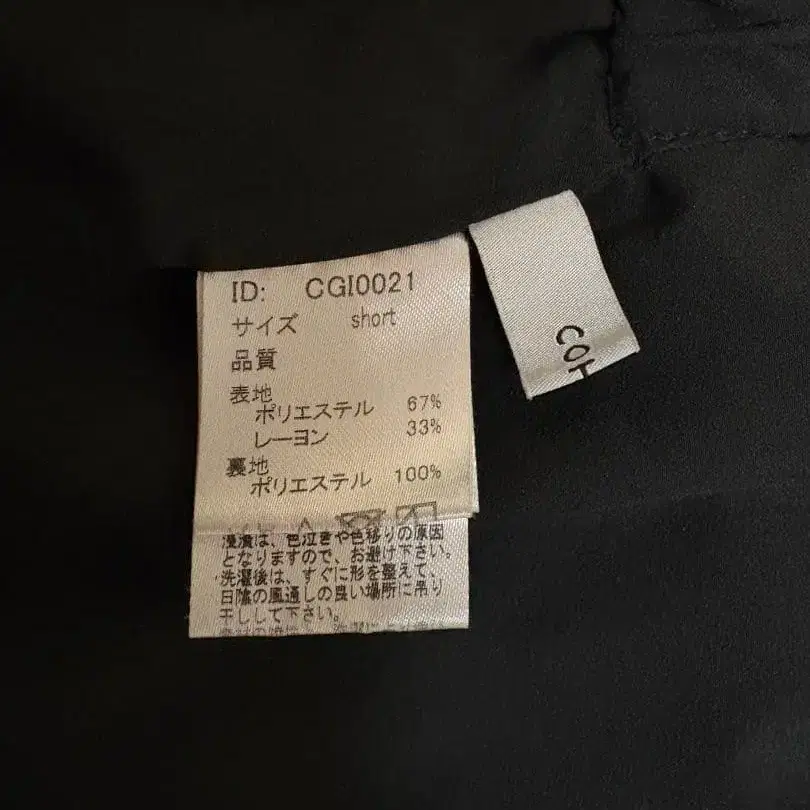 ID: CGI0021
サイズ short
品質
表地
ポリエステル 67%
レーヨン 33%
裏地
ポリエステル 100%
浸漬は、色泣きや色移りの原因
となりますので、お避け下さい。
洗濯後は、すぐに形を整えて、
日陰の風通しの良い場所に吊り
干しして下さい。
COT